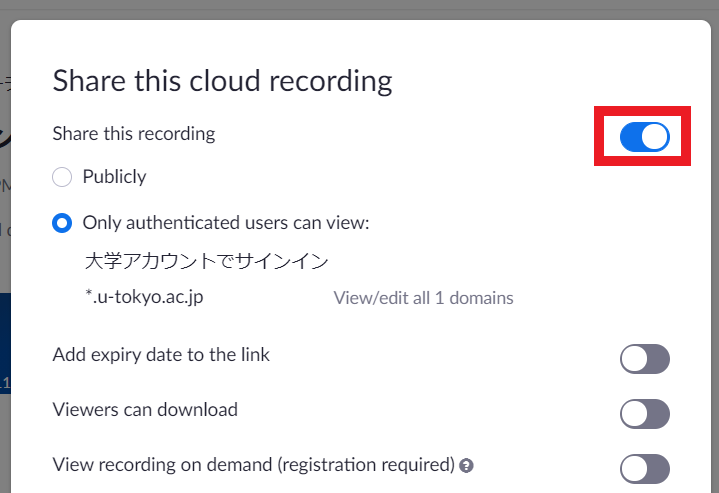 Share this cloud recording
Share this recording
Publicly
Only authenticated users can view:
大学アカウントでサインイン
*.u-tokyo.ac.jp View/edit all 1 domains
Add expiry date to the link
Viewers can download
View recording on demand (registration required) ?